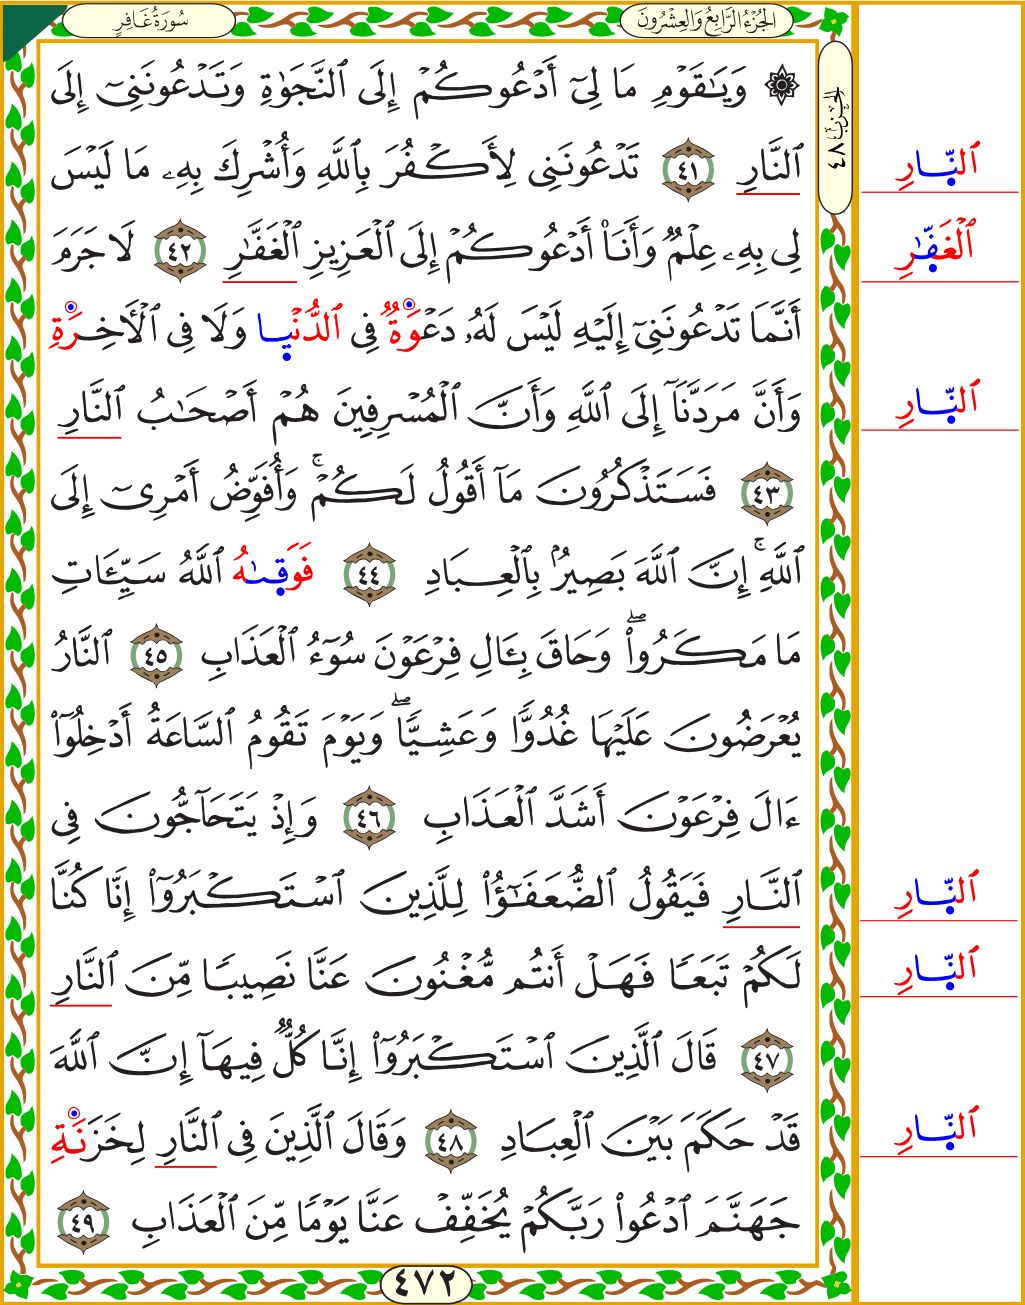 سُورَةُ غَافِرٍ
الجُزْءُ الرَّابِعُ وَالعِشْرُونَ
الحِزْبُ ٤٨
۞ وَيَٰقَوۡمِ مَا لِيٓ أَدۡعُوكُمۡ إِلَى ٱلنَّجَوٰةِ وَتَدۡعُونَنِيٓ إِلَى
ٱلنَّارِ ٤١ تَدۡعُونَنِي لِأَكۡفُرَ بِٱللَّهِ وَأُشۡرِكَ بِهِۦ مَا لَيۡسَ
لِي بِهِۦ عِلۡمٞ وَأَنَا۠ أَدۡعُوكُمۡ إِلَى ٱلۡعَزِيزِ ٱلۡغَفَّٰرِ ٤٢ لَا جَرَمَ
أَنَّمَا تَدۡعُونَنِيٓ إِلَيۡهِ لَيۡسَ لَهُۥ دَعۡوَةٞ فِي ٱلدُّنۡيَا وَلَا فِي ٱلۡأٓخِرَةِ
وَأَنَّ مَرَدَّنَآ إِلَى ٱللَّهِ وَأَنَّ ٱلۡمُسۡرِفِينَ هُمۡ أَصۡحَٰبُ ٱلنَّارِ
٤٣ فَسَتَذۡكُرُونَ مَآ أَقُولُ لَكُمۡۚ وَأُفَوِّضُ أَمۡرِيٓ إِلَى
ٱللَّهِۚ إِنَّ ٱللَّهَ بَصِيرُۢ بِٱلۡعِبَادِ ٤٤ فَوَقَىٰهُ ٱللَّهُ سَيِّـَٔاتِ
مَا مَكَرُواْۖ وَحَاقَ بِـَٔالِ فِرۡعَوۡنَ سُوٓءُ ٱلۡعَذَابِ ٤٥ ٱلنَّارُ
يُعۡرَضُونَ عَلَيۡهَا غُدُوّٗا وَعَشِيّٗاۖ وَيَوۡمَ تَقُومُ ٱلسَّاعَةُ أَدۡخِلُوٓاْ
ءَالَ فِرۡعَوۡنَ أَشَدَّ ٱلۡعَذَابِ ٤٦ وَإِذۡ يَتَحَآجُّونَ فِي
ٱلنَّارِ فَيَقُولُ ٱلضُّعَفَٰٓؤُاْ لِلَّذِينَ ٱسۡتَكۡبَرُوٓاْ إِنَّا كُنَّا
لَكُمۡ تَبَعٗا فَهَلۡ أَنتُم مُّغۡنُونَ عَنَّا نَصِيبٗا مِّنَ ٱلنَّارِ
٤٧ قَالَ ٱلَّذِينَ ٱسۡتَكۡبَرُوٓاْ إِنَّا كُلّٞ فِيهَآ إِنَّ ٱللَّهَ
قَدۡ حَكَمَ بَيۡنَ ٱلۡعِبَادِ ٤٨ وَقَالَ ٱلَّذِينَ فِي ٱلنَّارِ لِخَزَنَةِ
جَهَنَّمَ ٱدۡعُواْ رَبَّكُمۡ يُخَفِّفۡ عَنَّا يَوۡمٗا مِّنَ ٱلۡعَذَابِ ٤٩
٤٧٢
ٱلنَّارِ
ٱلۡغَفَّٰرِ
ٱلنَّارِ
ٱلنَّارِ
ٱلنَّارِ
ٱلنَّارِ